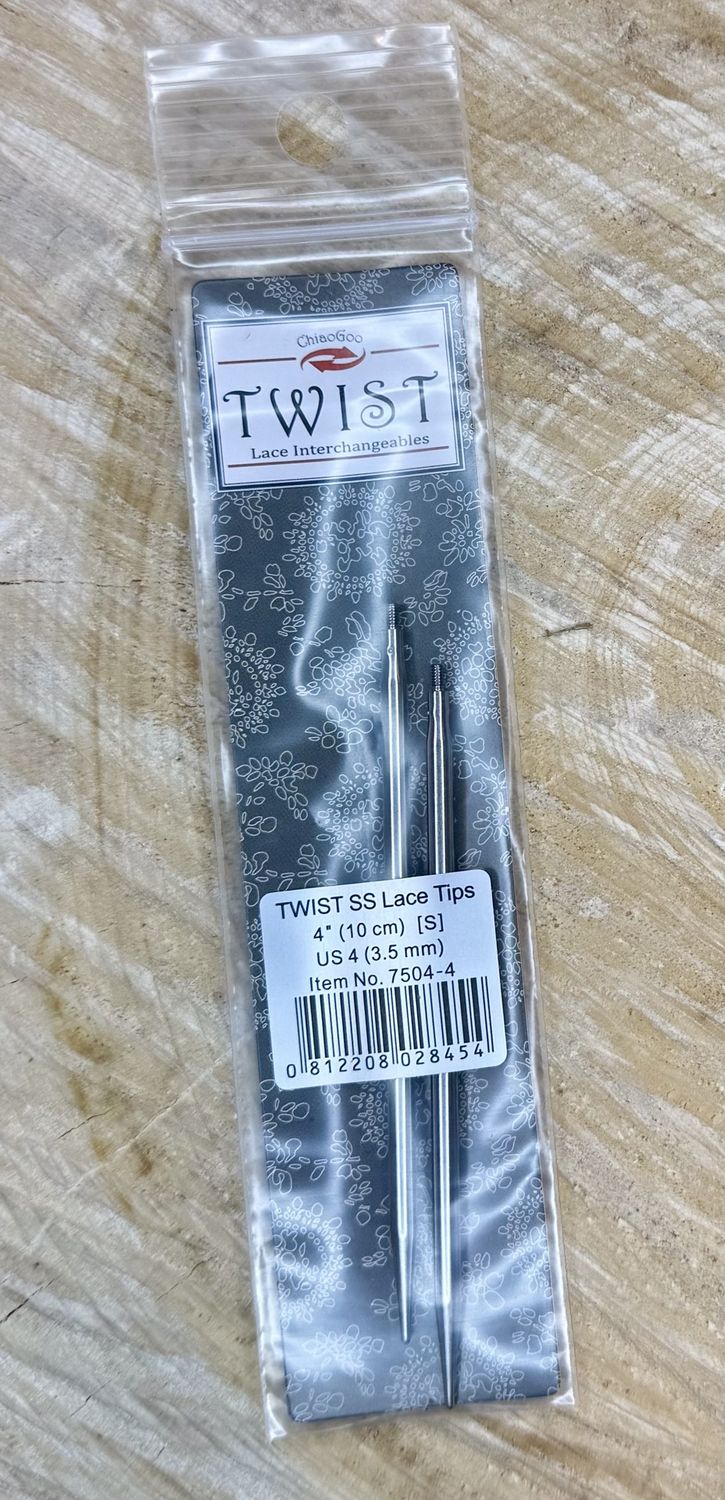 ChiaoGoo
TWIST
Lace Interchangeables
TWIST SS Lace Tips
4" (10 cm) [S]
US 4 (3.5 mm)
Item No. 7504-4
0 812208 028454